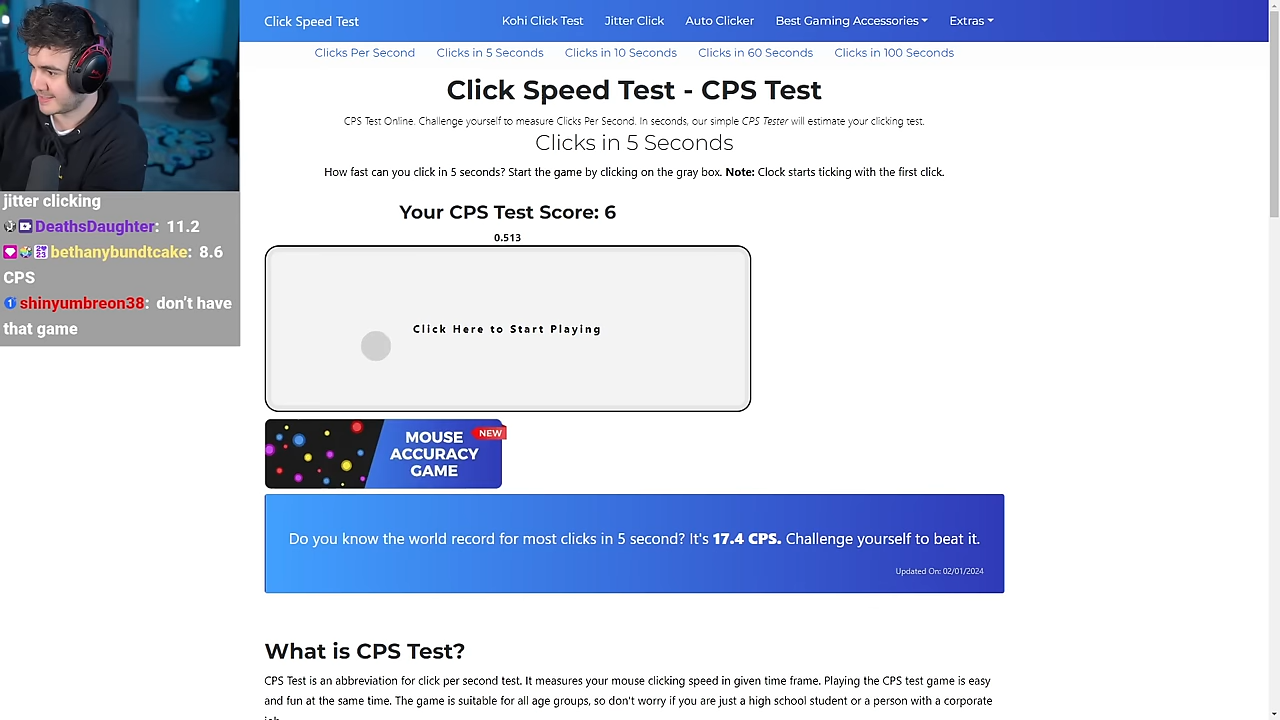 Click Speed Test
Kohi Click Test
Jitter Click
Auto Clicker
Best Gaming Accessories
Extras
Clicks Per Second
Clicks in 5 Seconds
Clicks in 10 Seconds
Clicks in 60 Seconds
Clicks in 100 Seconds
Click Speed Test - CPS Test
CPS Test Online. Challenge yourself to measure Clicks Per Second. In seconds, our simple CPS Tester will estimate your clicking test.
Clicks in 5 Seconds
How fast can you click in 5 seconds? Start the game by clicking on the gray box. Note: Clock starts ticking with the first click.
Your CPS Test Score: 6
0.513
Click Here to Start Playing
jitter clicking
DeathsDaughter: 11.2
bethanybundtcake: 8.6
CPS
shinyumbreon38: don't have
that game
MOUSE
ACCURACY
GAME
NEW
Do you know the world record for most clicks in 5 second? It's 17.4 CPS. Challenge yourself to beat it.
Updated On: 02/01/2024
What is CPS Test?
CPS Test is an abbreviation for click per second test. It measures your mouse clicking speed in given time frame. Playing the CPS test game is easy
and fun at the same time. The game is suitable for all age groups, so don't worry if you are just a high school student or a person with a corporate